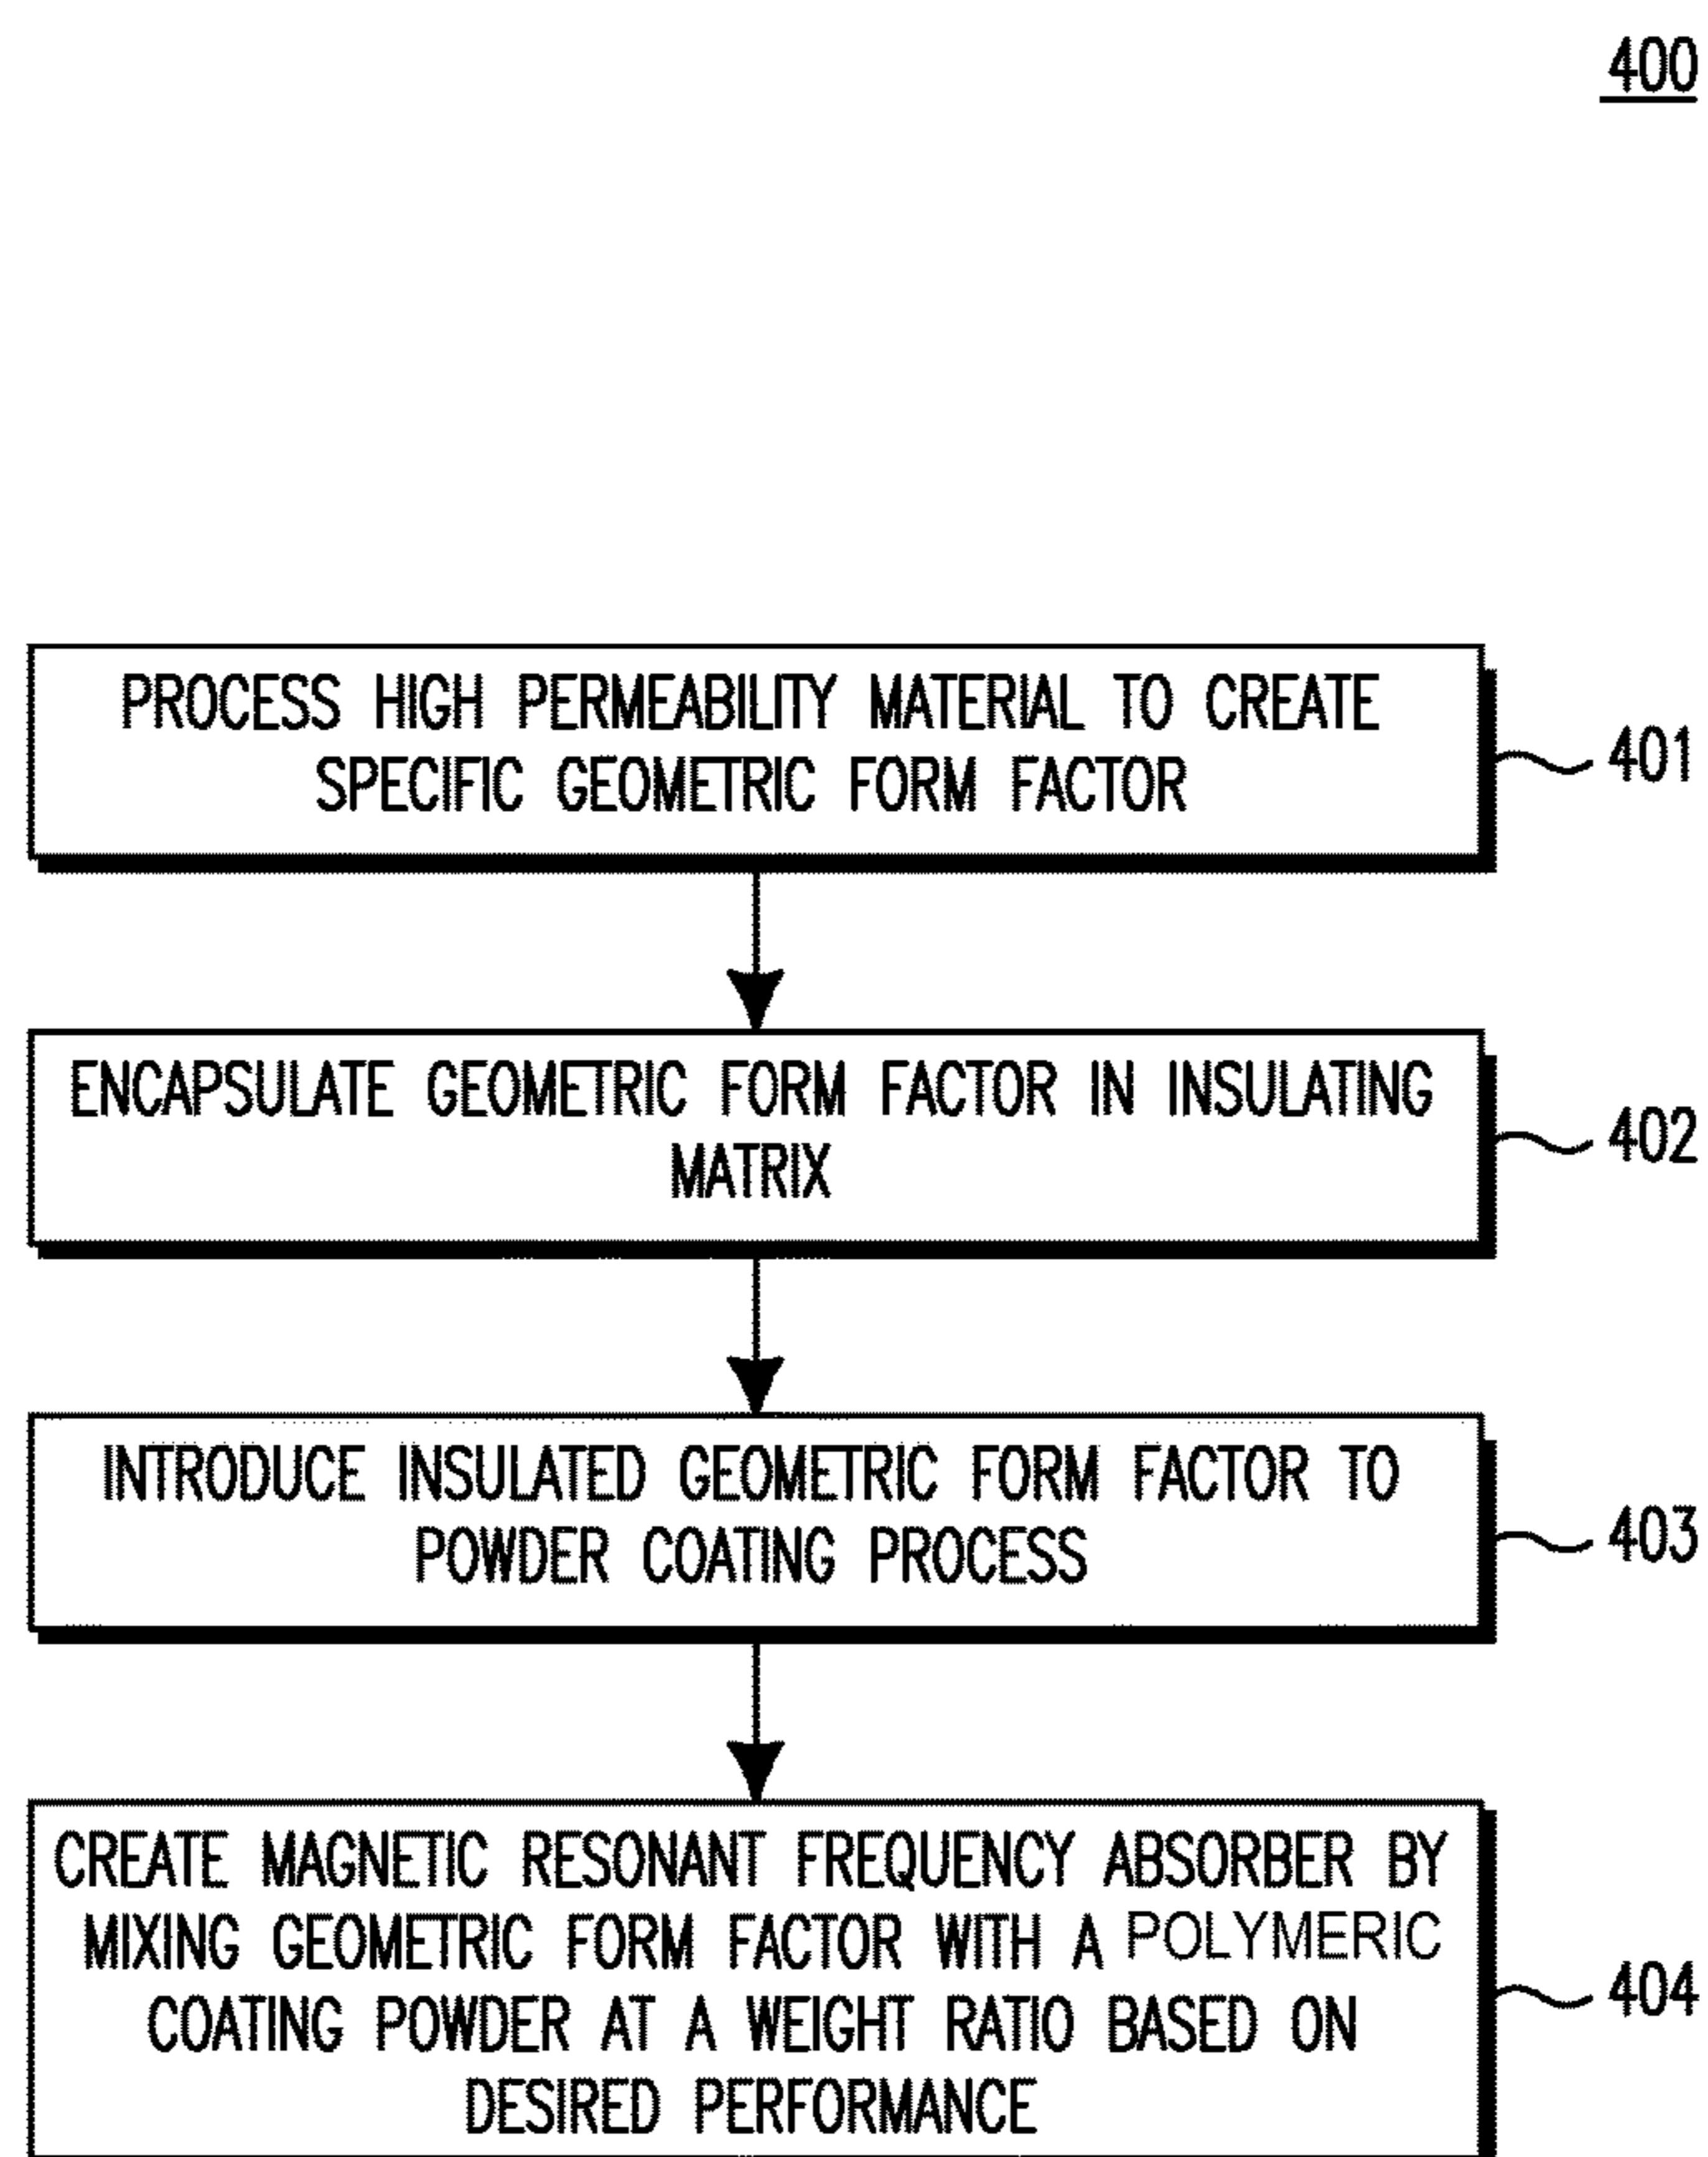 400
PROCESS HIGH PERMEABILITY MATERIAL TO CREATE
SPECIFIC GEOMETRIC FORM FACTOR
401
ENCAPSULATE GEOMETRIC FORM FACTOR IN INSULATING
MATRIX
402
INTRODUCE INSULATED GEOMETRIC FORM FACTOR TO
POWDER COATING PROCESS
403
CREATE MAGNETIC RESONANT FREQUENCY ABSORBER BY
MIXING GEOMETRIC FORM FACTOR WITH A POLYMERIC
COATING POWDER AT A WEIGHT RATIO BASED ON
DESIRED PERFORMANCE
404